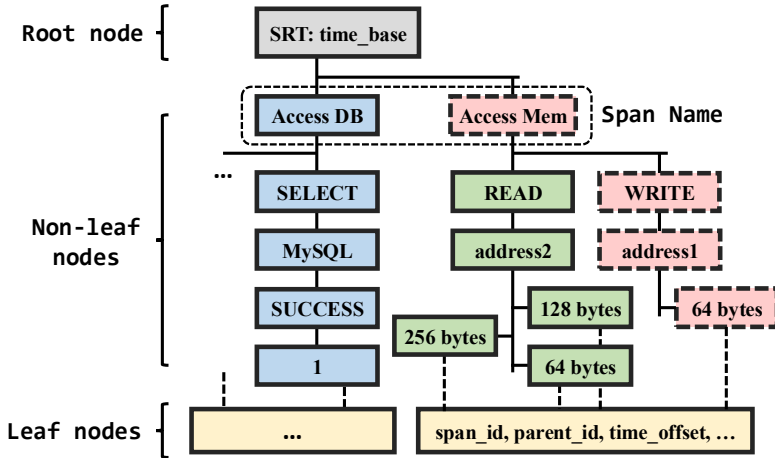 Root node
SRT: time_base
Access DB
Access Mem
Span Name
...
SELECT
READ
WRITE
Non-leaf
nodes
MySQL
address2
address1
SUCCESS
128 bytes
64 bytes
256 bytes
1
64 bytes
Leaf nodes
...
span_id, parent_id, time_offset, ...